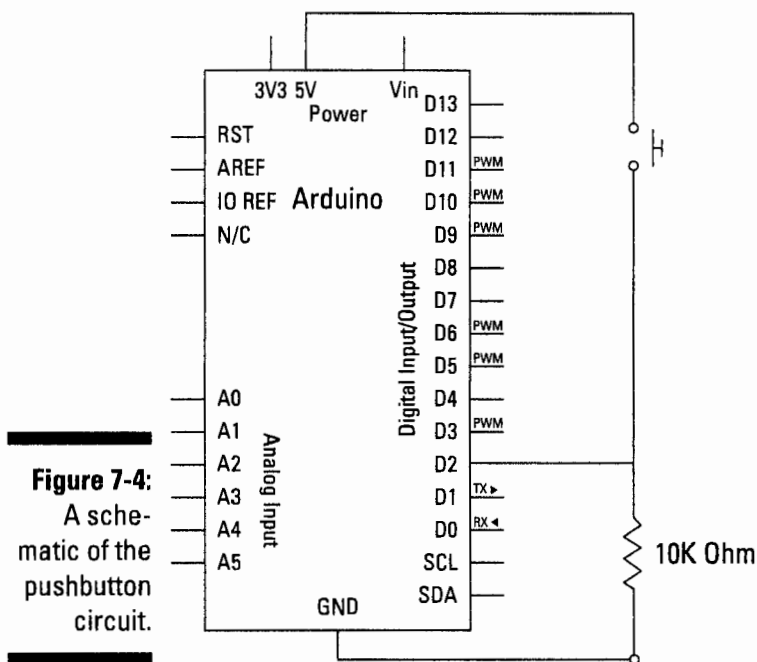 3V3 5V Vin
Power
D13
RST
D12
AREF
D11 PWM
IO REF
Arduino
D10 PWM
N/C
D9 PWM
D8
D7
Digital Input/Output
D6 PWM
D5 PWM
A0
D4
A1
D3 PWM
Analog Input
A2
D2
A3
D1 TX ▶
A4
D0 RX ◀
A5
SCL
SDA
GND
10K Ohm
Figure 7-4:
A sche-
matic of the
pushbutton
circuit.